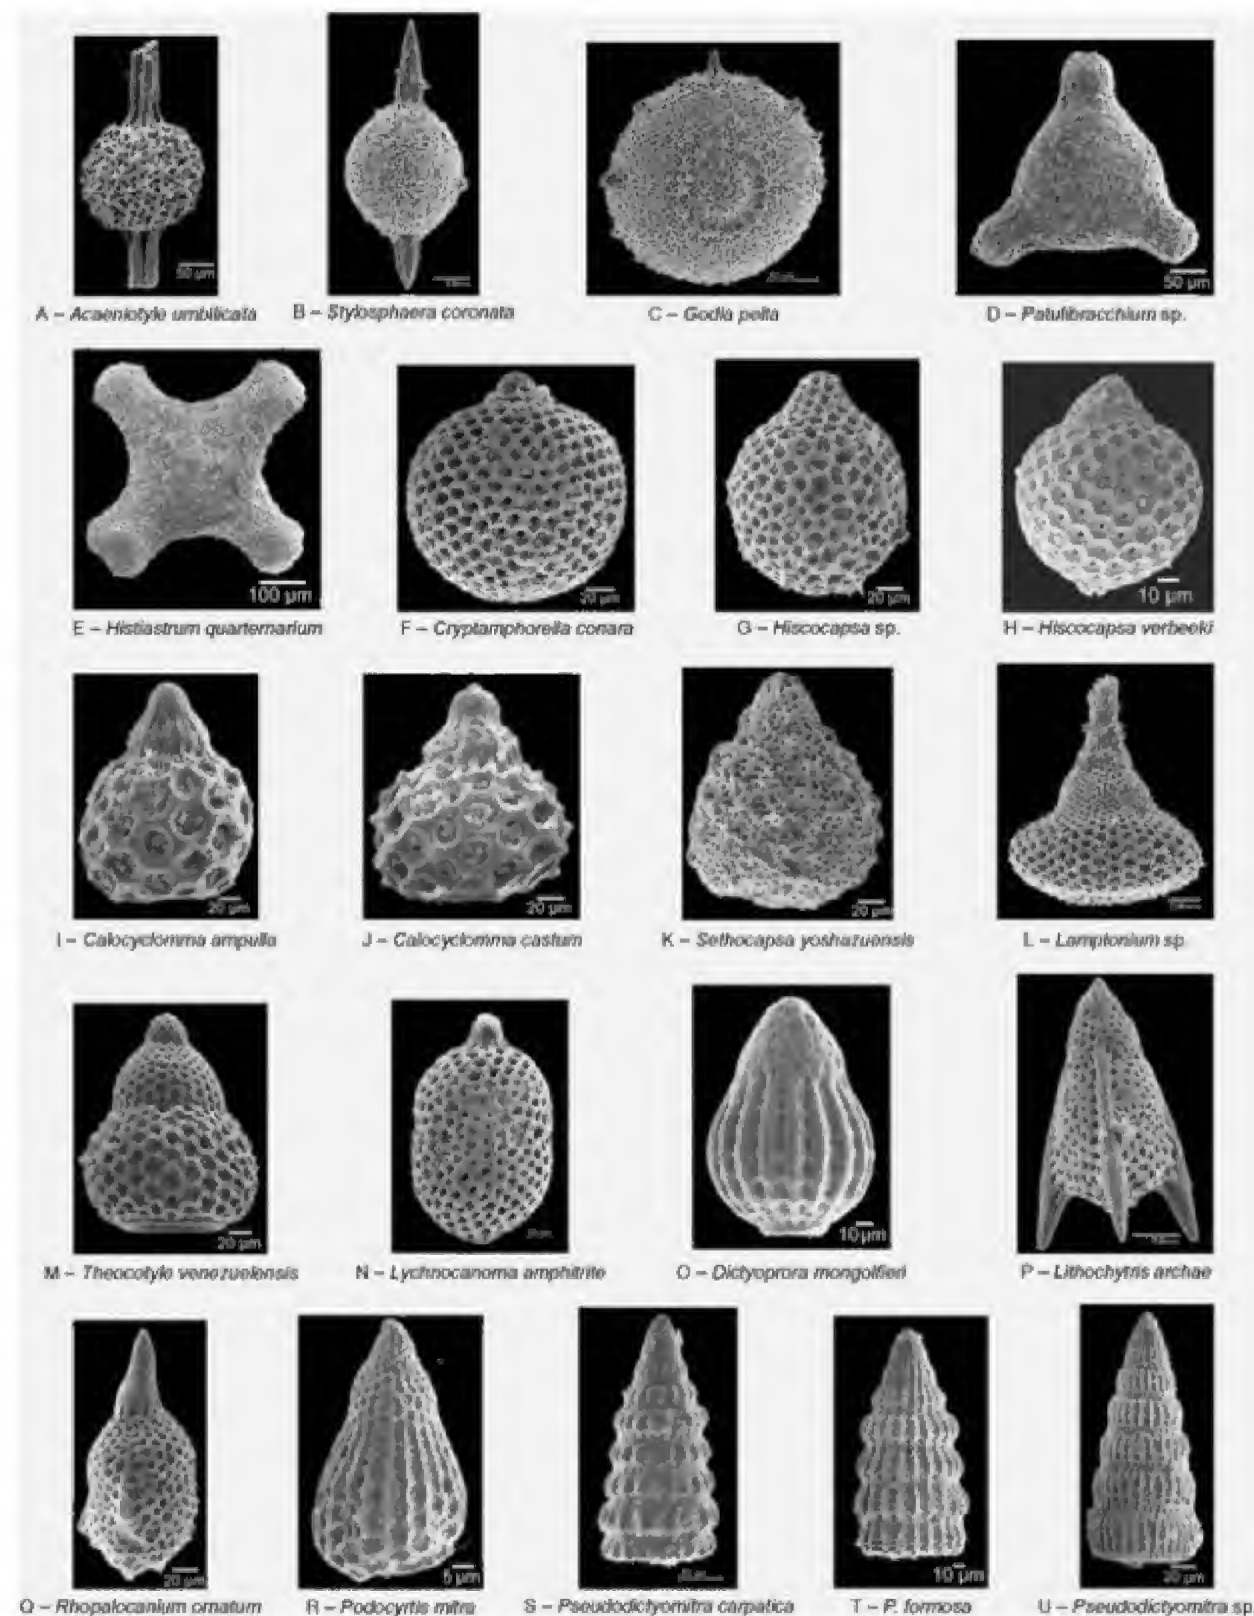 50 µm
50 µm
A – Acaeniotyle umbilicata
B – Stylosphaera coronata
C – Godia pelta
D – Patulibracchium sp.
100 µm
20 µm
20 µm
10 µm
E – Histiastrum quarternarium
F – Cryptamphorella conara
G – Hiscocapsa sp.
H – Hiscocapsa verbeeki
20 µm
20 µm
20 µm
I – Calocyclomma ampulla
J – Calocyclomma castum
K – Sethocapsa yoshazuensis
L – Lamptonium sp.
20 µm
10 µm
M – Theocotyle venezuelensis
N – Lychnocanoma amphitrite
O – Dictyoprora mongolfieri
P – Lithochytris archae
20 µm
5 µm
10 µm
Q – Rhopalocanium ornatum
R – Podocyrtis mitra
S – Pseudodictyomitra carpatica
T – P. formosa
U – Pseudodictyomitra sp